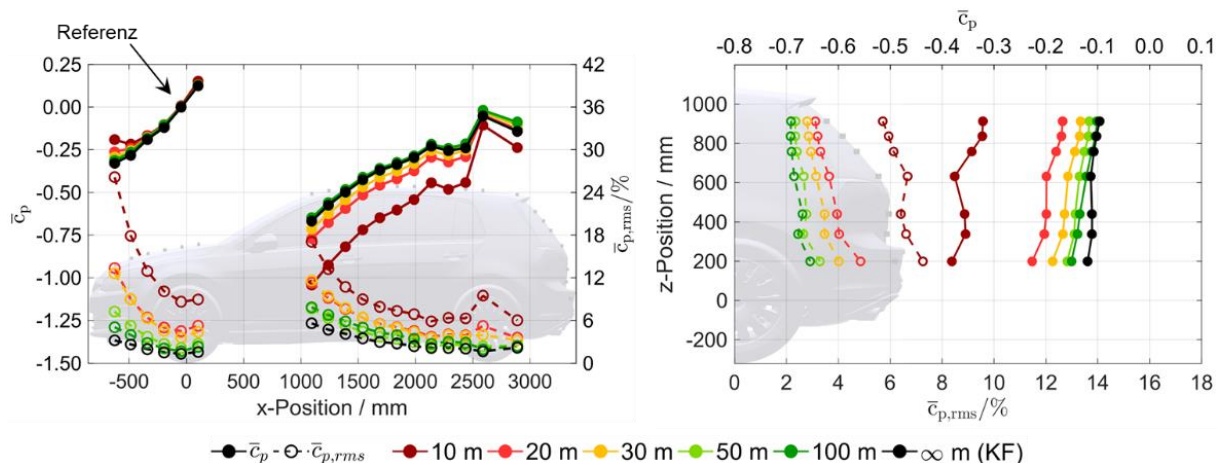 Referenz
0.25
0.00
-0.25
-0.50
-0.75
-1.00
-1.25
-1.50
c̅p
42
36
30
24
18
12
6
0
c̅p,rms/%
-500 0 500 1000 1500 2000 2500 3000
x-Position / mm
c̅p
-0.8 -0.7 -0.6 -0.5 -0.4 -0.3 -0.2 -0.1 0.0 0.1
1000
800
600
400
200
0
-200
z-Position / mm
0 2 4 6 8 10 12 14 16 18
c̅p,rms/%
c̅p c̅p,rms 10 m 20 m 30 m 50 m 100 m ∞ m (KF)